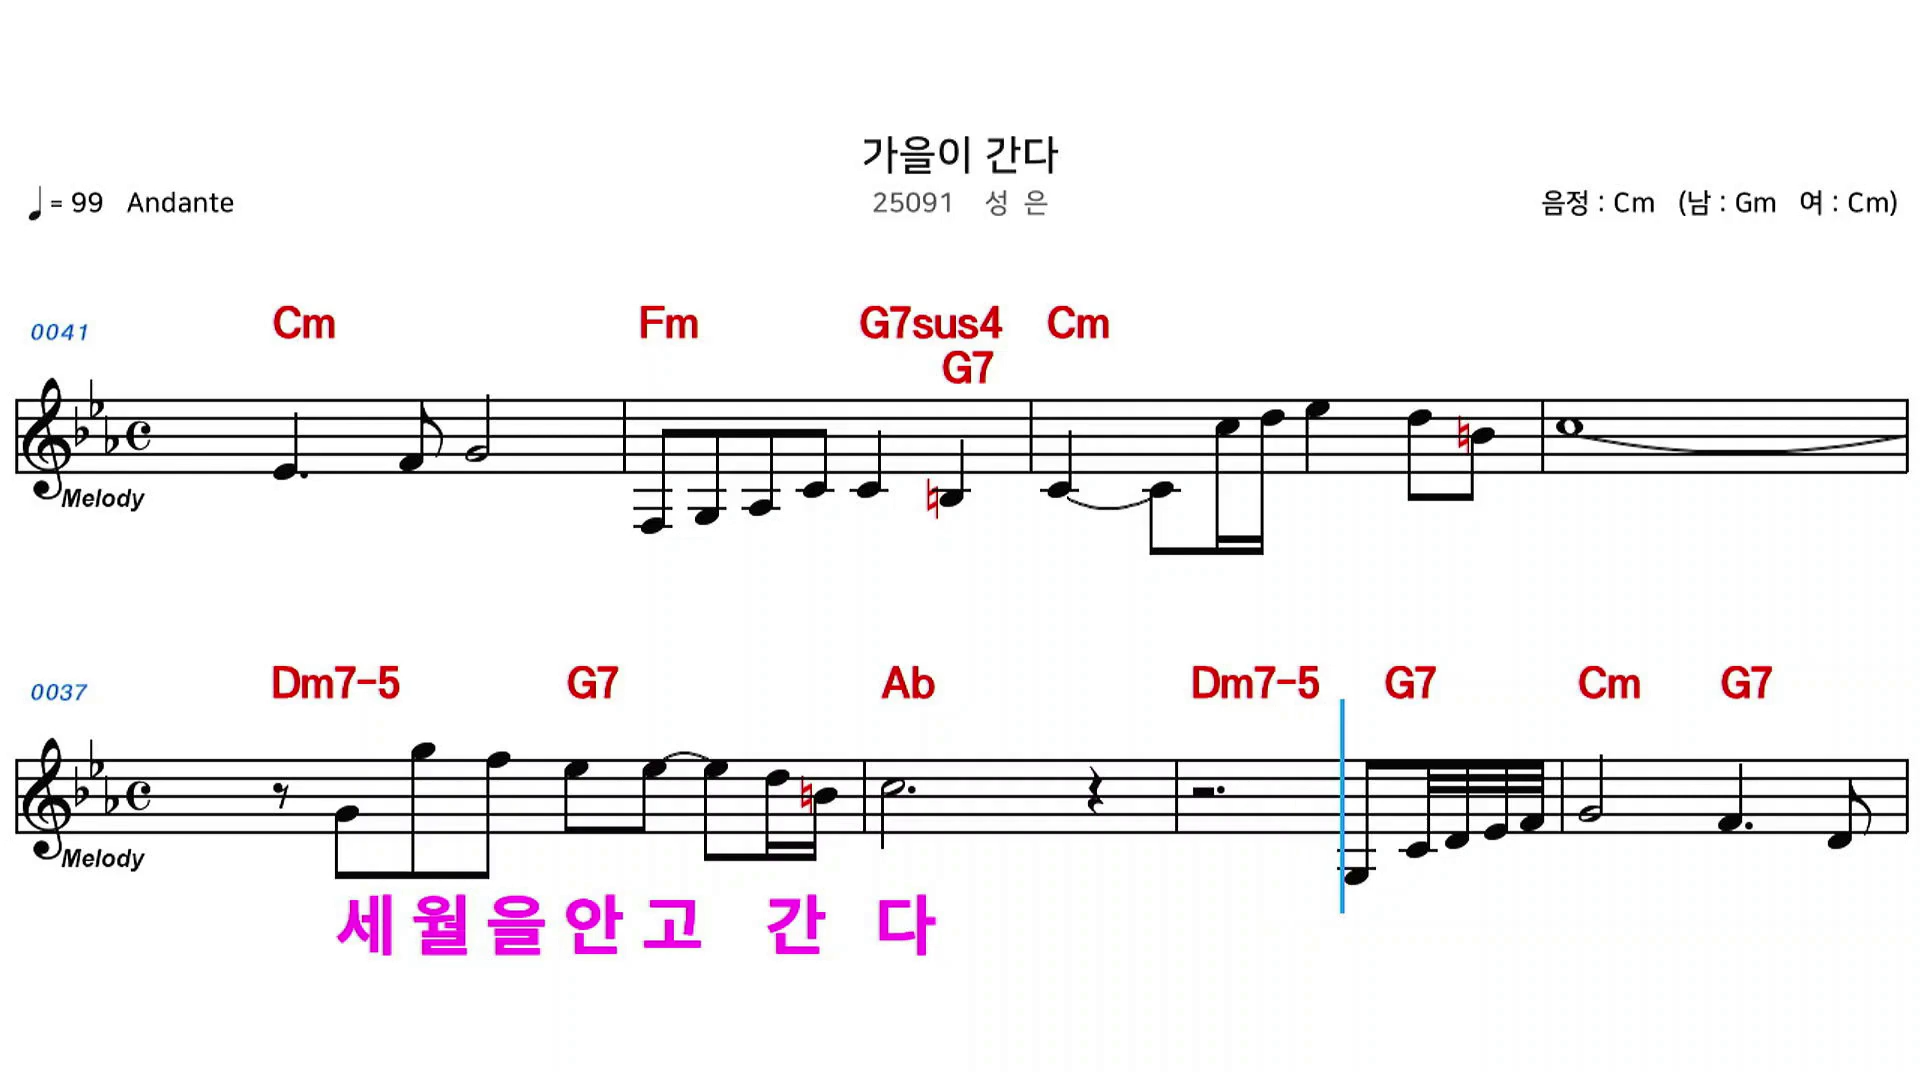 가을이 간다
♩= 99 Andante
25091 성 은
음정 : Cm (남 : Gm 여 : Cm)
0041 Cm Fm G7sus4 Cm
G7
Melody
0037 Dm7-5 G7 Ab Dm7-5 G7 Cm G7
Melody
세 월 을 안 고 간 다